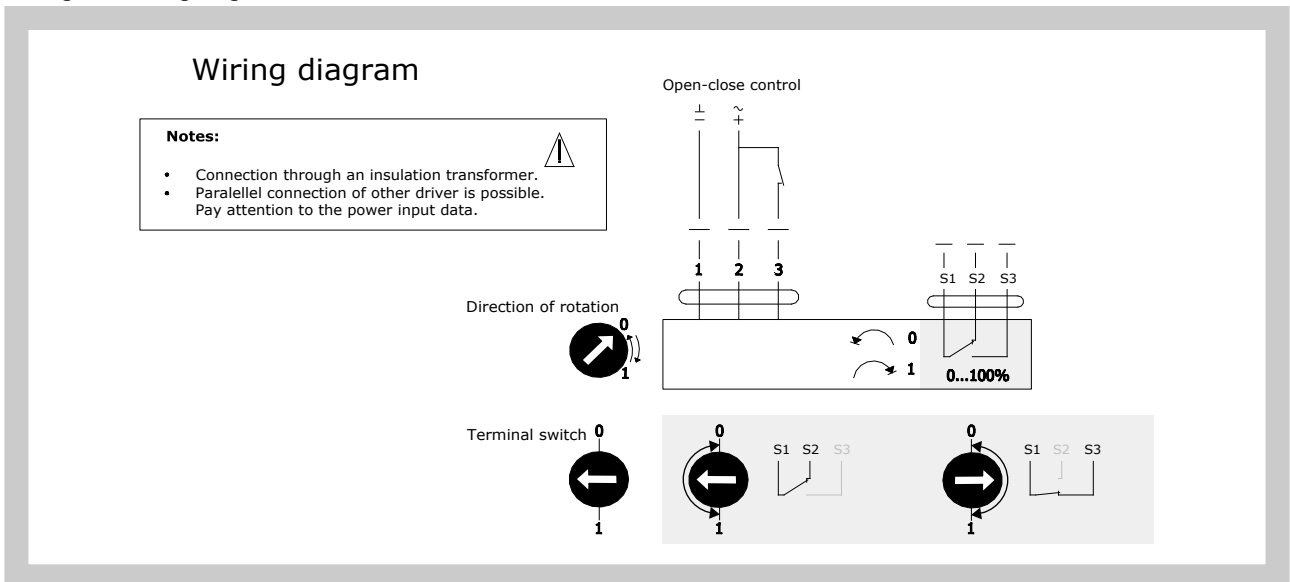 Wiring diagram
Open-close control
Notes:
• Connection through an insulation transformer.
• Paralellel connection of other driver is possible.
Pay attention to the power input data.
⊥ ~
− +
1 2 3
S1 S2 S3
Direction of rotation
0
1
0
1
0...100%
Terminal switch
0
1
0
1
S1 S2 S3
0
1
S1 S2 S3